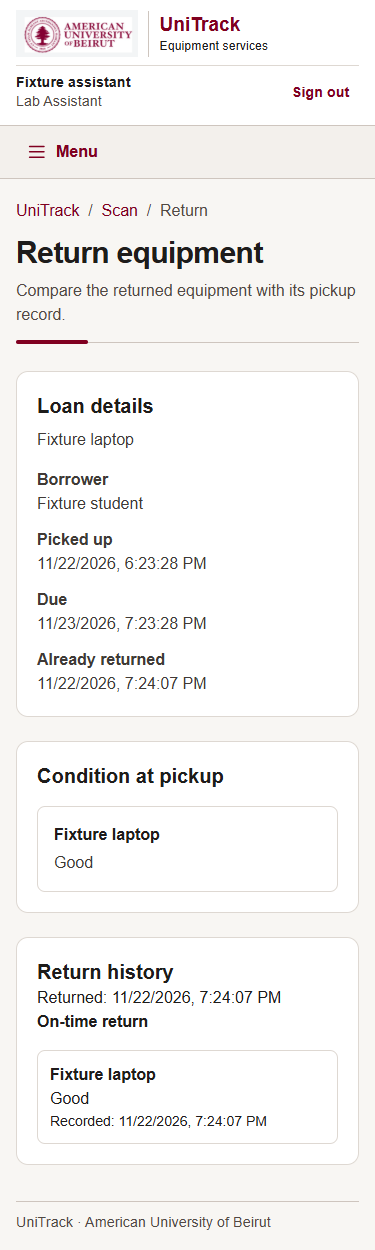 AMERICAN
UNIVERSITY
OF BEIRUT
UniTrack
Equipment services
Fixture assistant
Lab Assistant
Sign out
Menu
UniTrack / Scan / Return
Return equipment
Compare the returned equipment with its pickup
record.
Loan details
Fixture laptop
Borrower
Fixture student
Picked up
11/22/2026, 6:23:28 PM
Due
11/23/2026, 7:23:28 PM
Already returned
11/22/2026, 7:24:07 PM
Condition at pickup
Fixture laptop
Good
Return history
Returned: 11/22/2026, 7:24:07 PM
On-time return
Fixture laptop
Good
Recorded: 11/22/2026, 7:24:07 PM
UniTrack · American University of Beirut